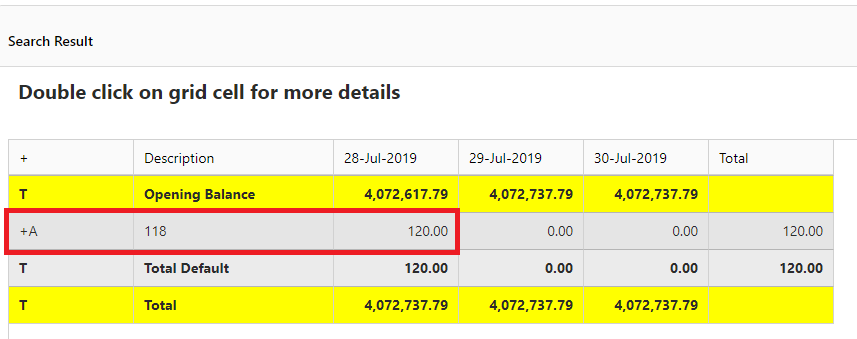 Search Result
Double click on grid cell for more details
+ Description 28-Jul-2019 29-Jul-2019 30-Jul-2019 Total
T Opening Balance 4,072,617.79 4,072,737.79 4,072,737.79
+A 118 120.00 0.00 0.00 120.00
T Total Default 120.00 0.00 0.00 120.00
T Total 4,072,737.79 4,072,737.79 4,072,737.79